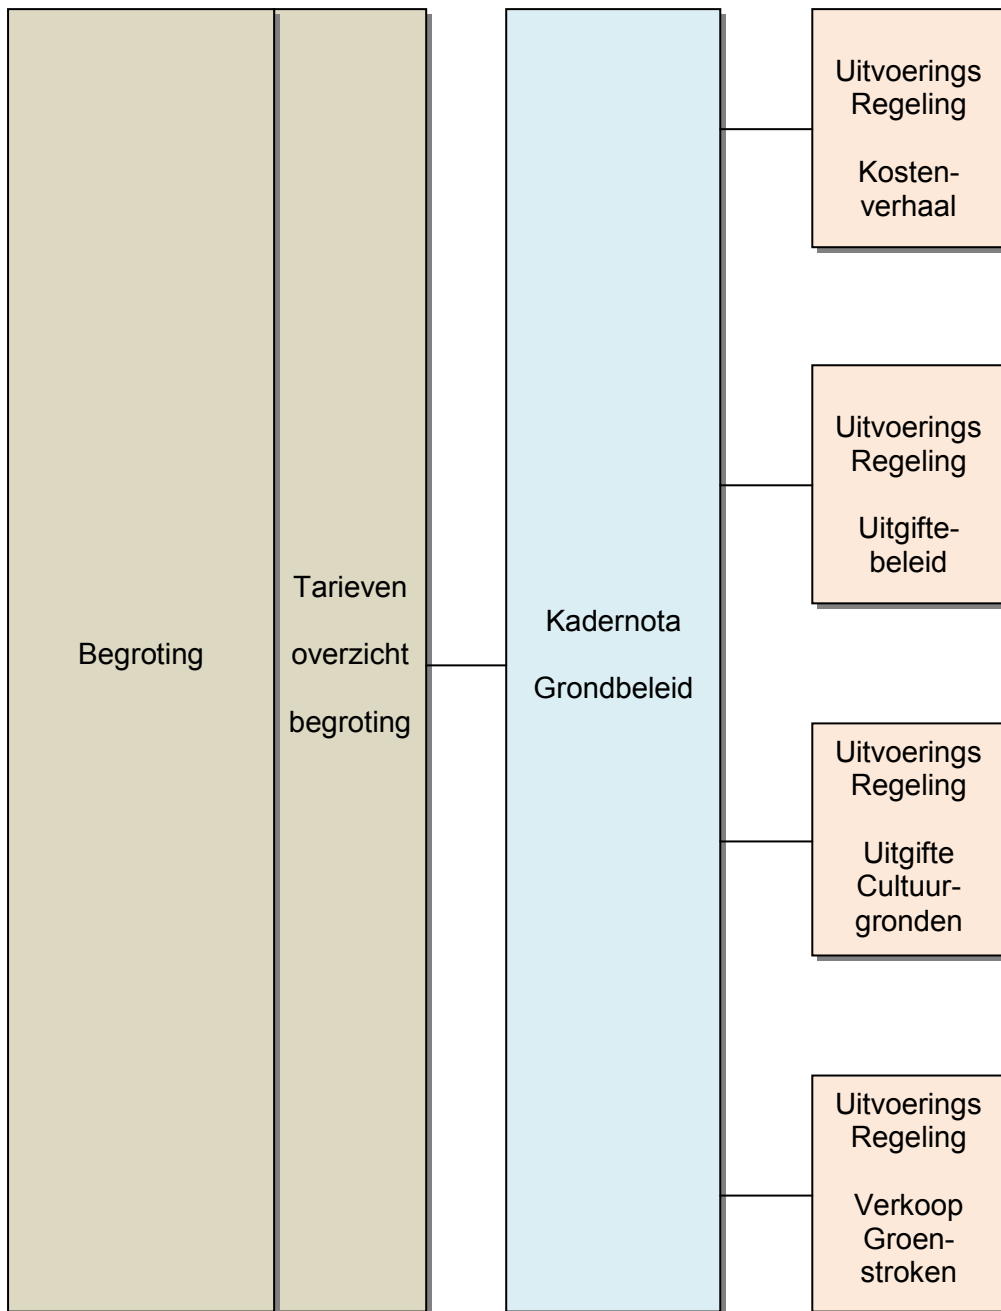 Begroting
Tarieven
overzicht
begroting
Kadernota
Grondbeleid
Uitvoerings
Regeling
Kosten-
verhaal
Uitvoerings
Regeling
Uitgifte-
beleid
Uitvoerings
Regeling
Uitgifte
Cultuur-
gronden
Uitvoerings
Regeling
Verkoop
Groen-
stroken